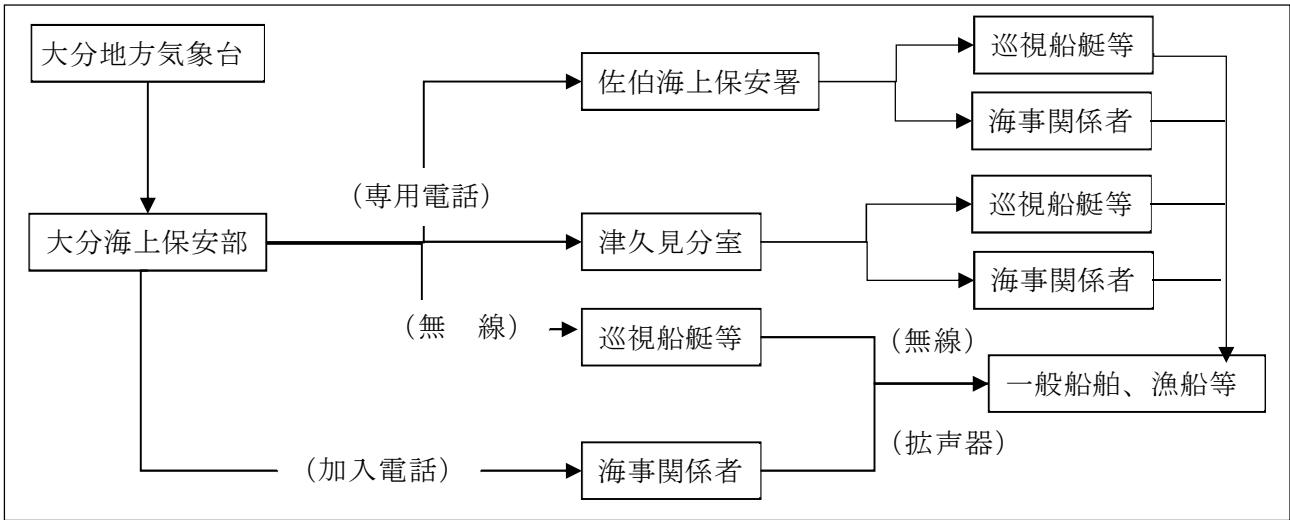 大分地方気象台
巡視船艇等
佐伯海上保安署
海事関係者
（専用電話）
巡視船艇等
大分海上保安部
津久見分室
海事関係者
（無　線）
巡視船艇等
（無線）
一般船舶、漁船等
（拡声器）
（加入電話）
海事関係者